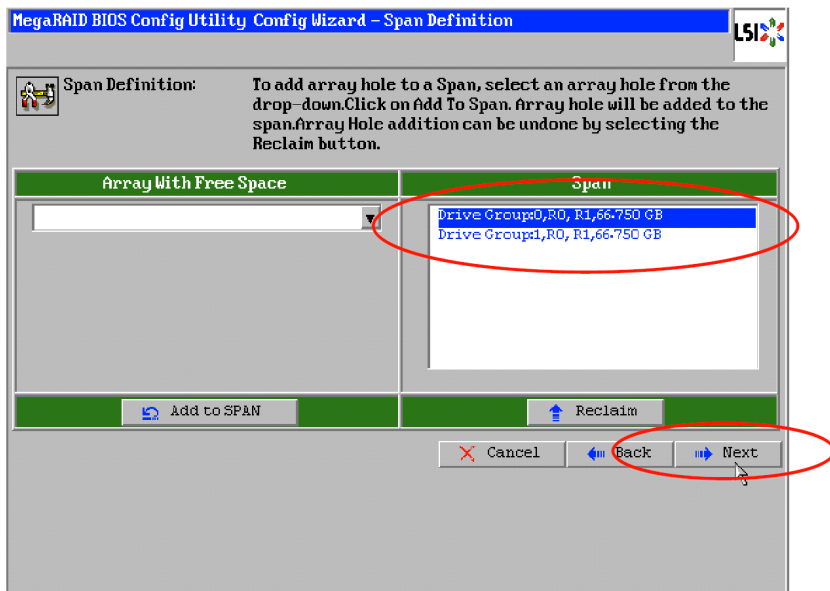 MegaRAID BIOS Config Utility Config Wizard – Span Definition
LSI
Span Definition:
To add array hole to a Span, select an array hole from the
drop-down.Click on Add To Span. Array hole will be added to the
span.Array Hole addition can be undone by selecting the
Reclaim button.
Array With Free Space
Span
Drive Group:0,R0, R1,66.750 GB
Drive Group:1,R0, R1,66.750 GB
Add to SPAN
Reclaim
Cancel
Back
Next